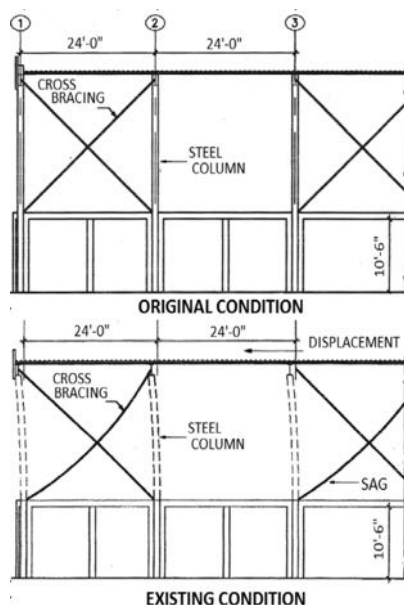 1
2
3
24'-0"
24'-0"
CROSS
BRACING
STEEL
COLUMN
10'-6"
ORIGINAL CONDITION
24'-0"
24'-0"
DISPLACEMENT
CROSS
BRACING
STEEL
COLUMN
SAG
10'-6"
EXISTING CONDITION